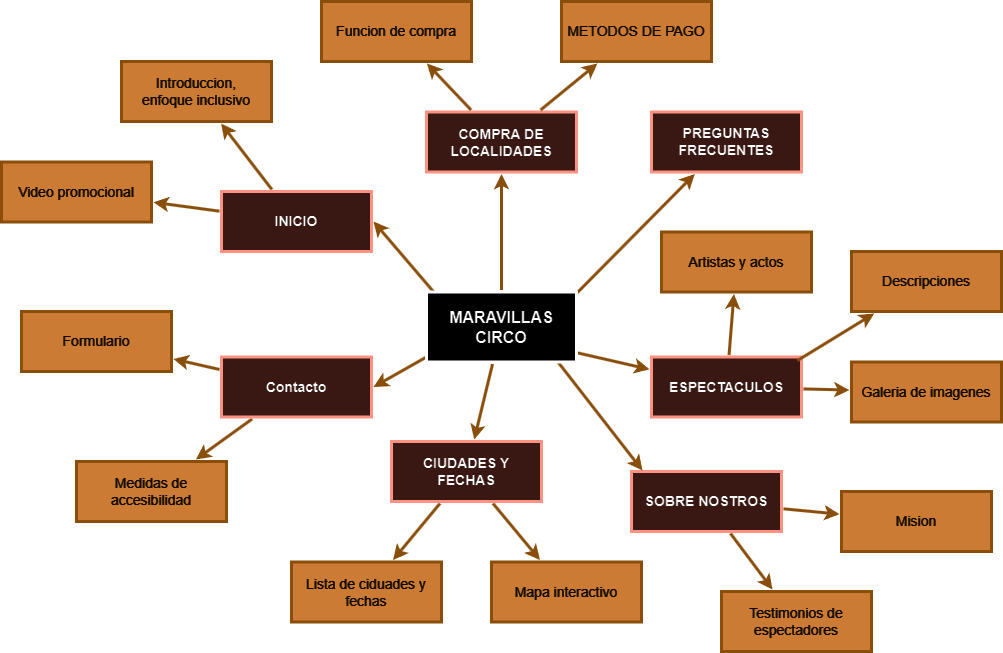 Funcion de compra
METODOS DE PAGO
Introduccion,
enfoque inclusivo
COMPRA DE
LOCALIDADES
PREGUNTAS
FRECUENTES
Video promocional
INICIO
Artistas y actos
Descripciones
MARAVILLAS
CIRCO
Formulario
Contacto
ESPECTACULOS
Galeria de imagenes
CIUDADES Y
FECHAS
Medidas de
accesibilidad
SOBRE NOSTROS
Mision
Lista de ciduades y
fechas
Mapa interactivo
Testimonios de
espectadores